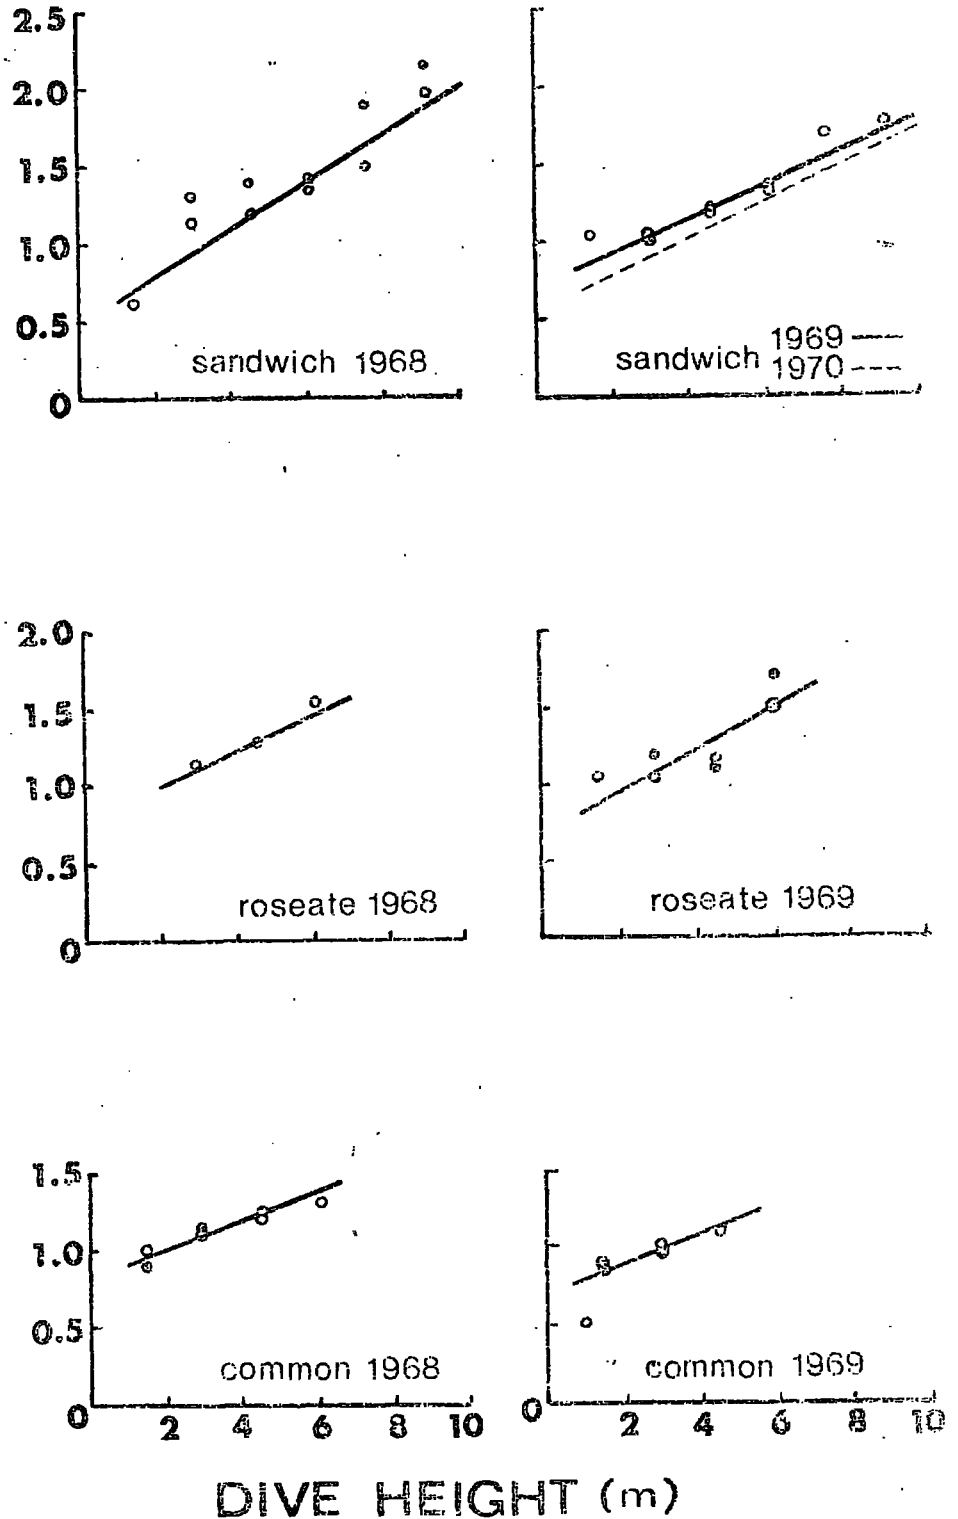 2.5
2.0
1.5
1.0
0.5
0
sandwich 1968
sandwich 1969
1970
2.0
1.5
1.0
0.5
0
roseate 1968
roseate 1969
1.5
1.0
0.5
0 2 4 6 8 10
common 1968
0 2 4 6 8 10
common 1969
DIVE HEIGHT (m)